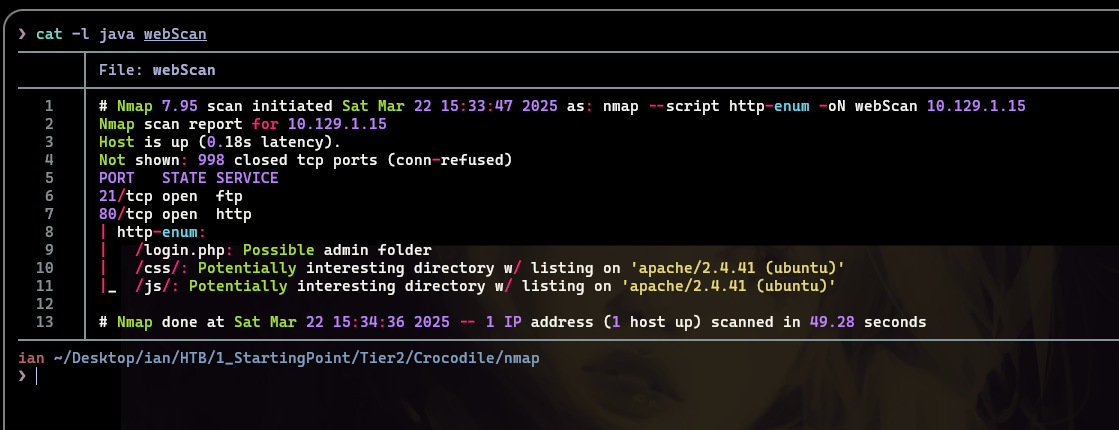 ❯ cat -l java webScan
File: webScan
1 # Nmap 7.95 scan initiated Sat Mar 22 15:33:47 2025 as: nmap --script http-enum -oN webScan 10.129.1.15
2 Nmap scan report for 10.129.1.15
3 Host is up (0.18s latency).
4 Not shown: 998 closed tcp ports (conn-refused)
5 PORT   STATE SERVICE
6 21/tcp open  ftp
7 80/tcp open  http
8 | http-enum:
9 |   /login.php: Possible admin folder
10 |   /css/: Potentially interesting directory w/ listing on 'apache/2.4.41 (ubuntu)'
11 |_  /js/: Potentially interesting directory w/ listing on 'apache/2.4.41 (ubuntu)'
12
13 # Nmap done at Sat Mar 22 15:34:36 2025 -- 1 IP address (1 host up) scanned in 49.28 seconds
ian ~/Desktop/ian/HTB/1_StartingPoint/Tier2/Crocodile/nmap
❯